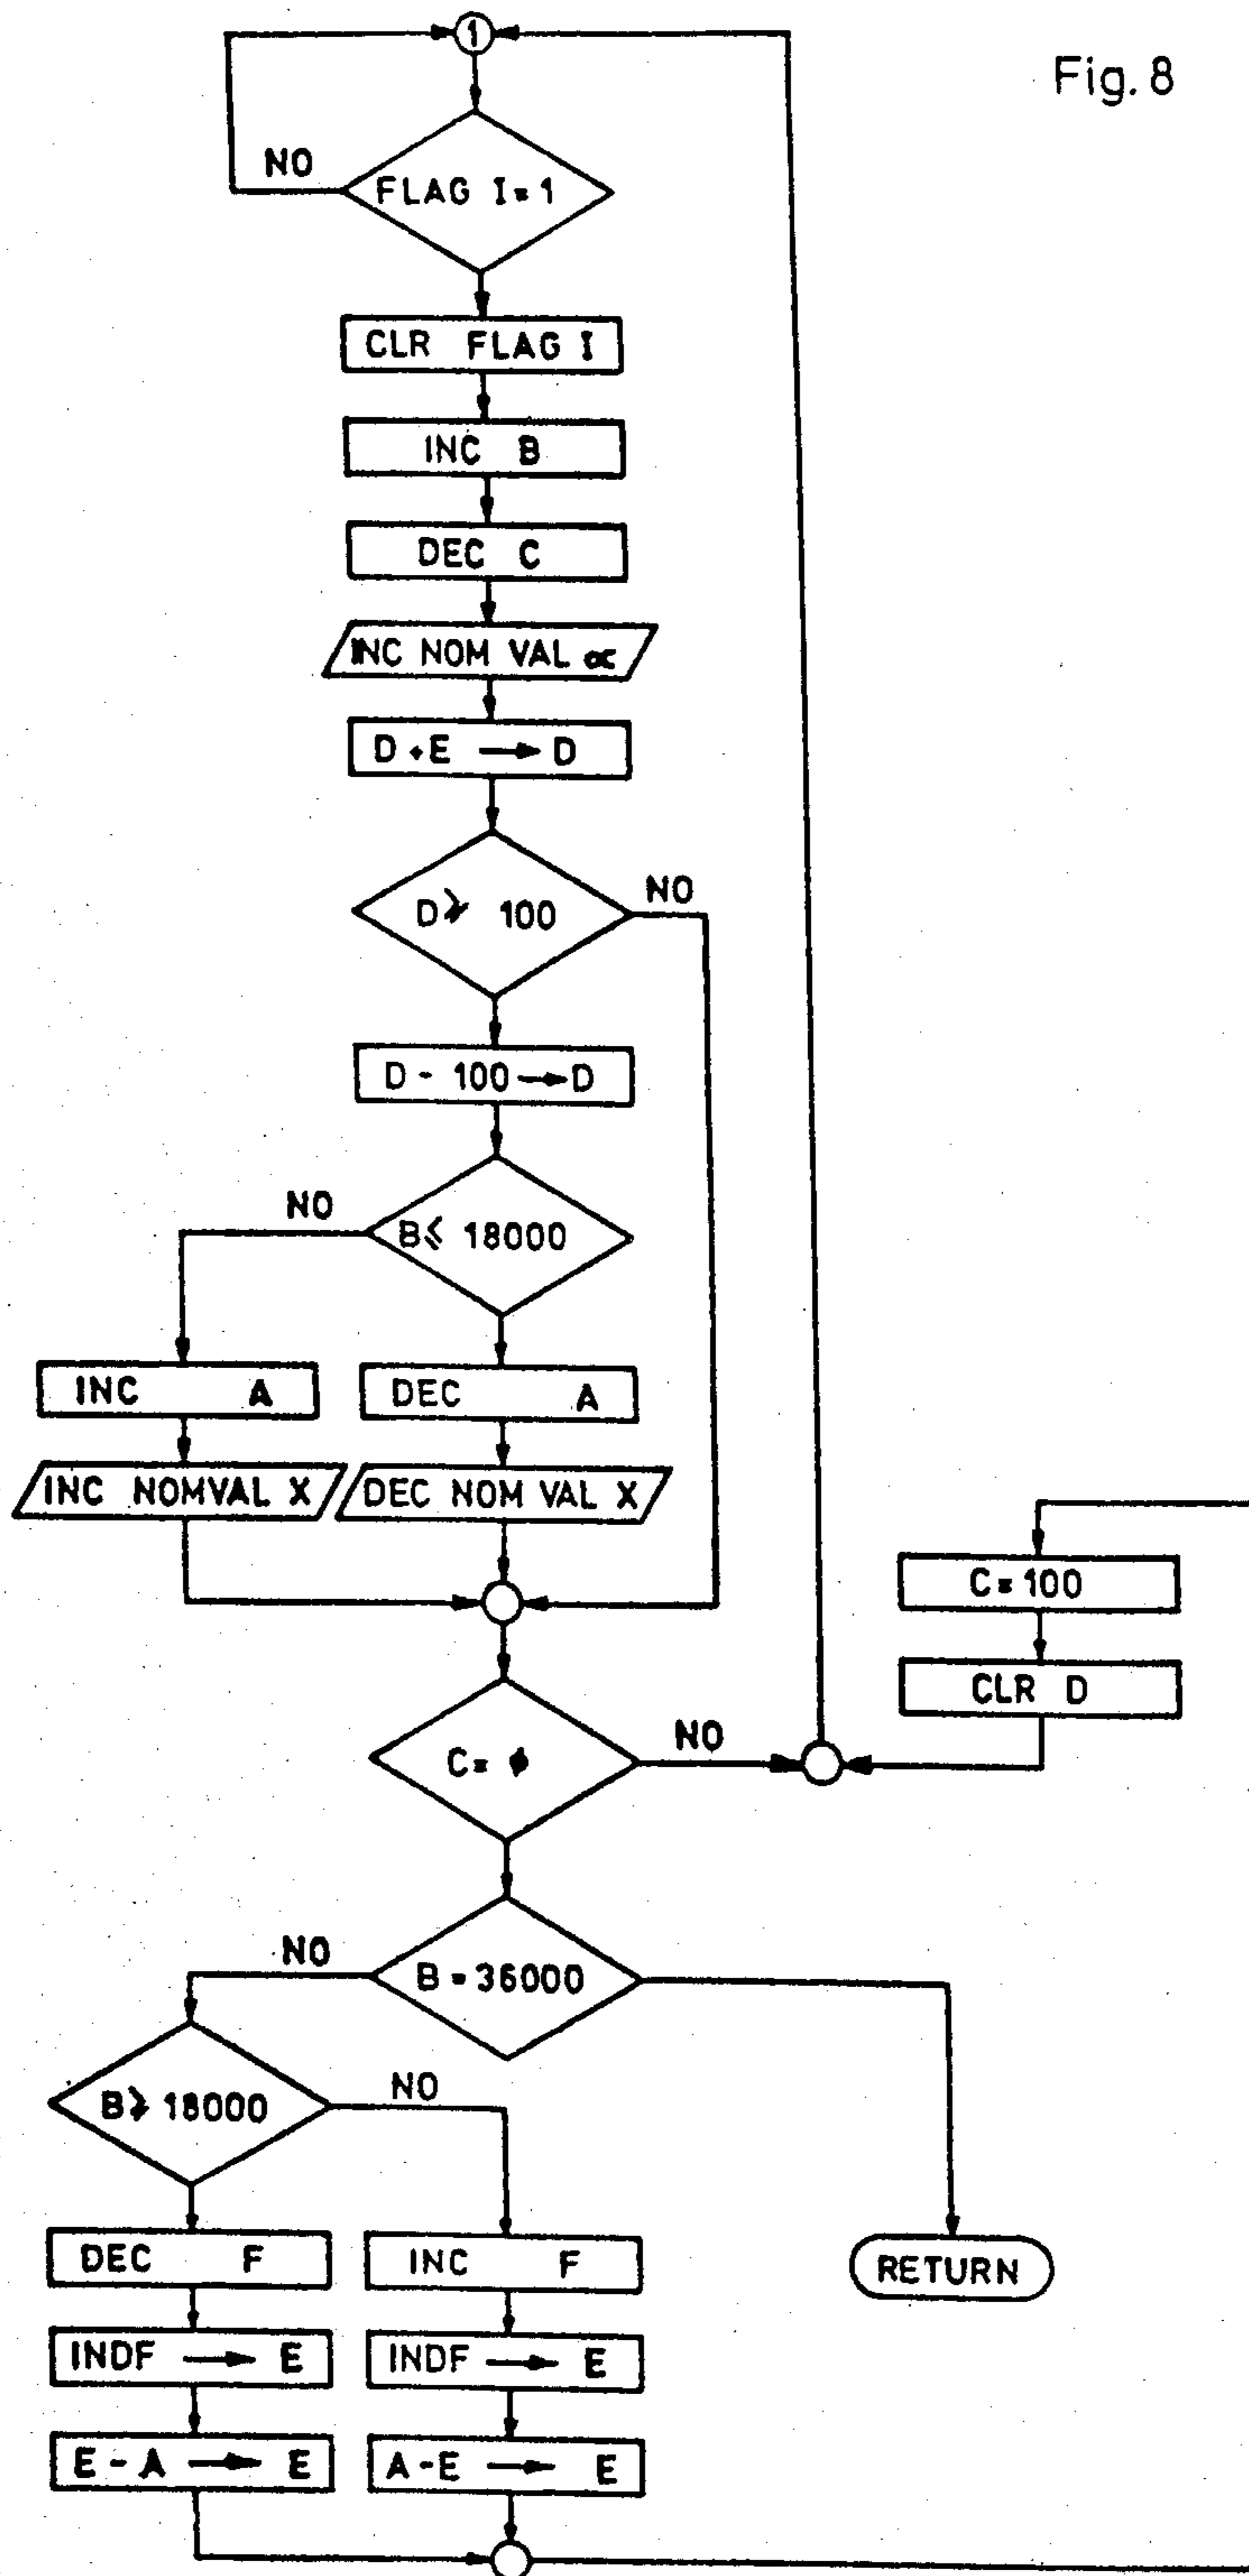 Fig. 8
1
NO
FLAG I = 1
CLR FLAG I
INC B
DEC C
INC NOM VAL ∝
D + E → D
D ⩾ 100
NO
D - 100 → D
NO
B ⩽ 18000
INC A
DEC A
INC NOMVAL X
DEC NOM VAL X
C = 100
CLR D
C = ϕ
NO
NO
B = 36000
B ⩾ 18000
NO
DEC F
INC F
RETURN
INDF → E
INDF → E
E - A → E
A - E → E